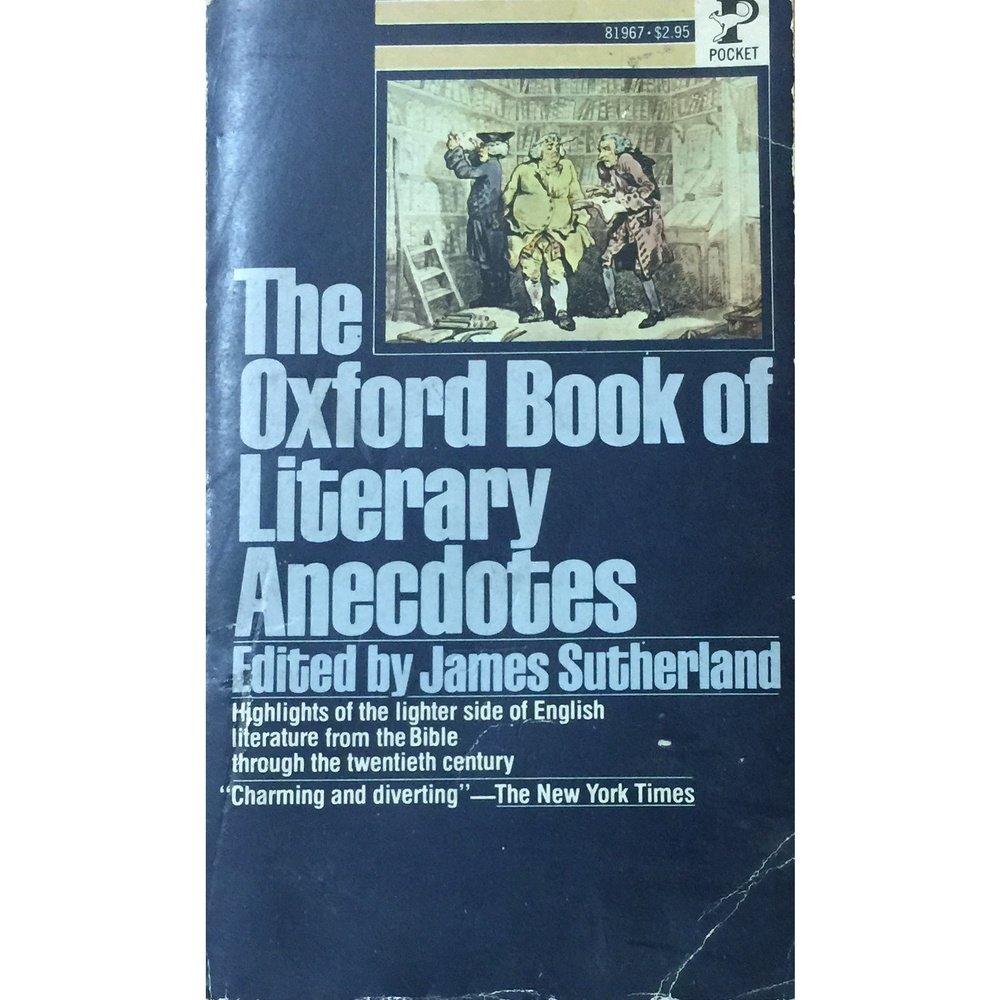 81967 · $2.95
POCKET
The
Oxford Book of
Literary
Anecdotes
Edited by James Sutherland
Highlights of the lighter side of English
literature from the Bible
through the twentieth century
“Charming and diverting”—The New York Times